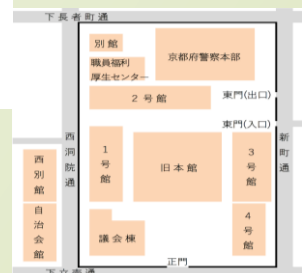 下長者町通
別館
京都府警察本部
職員福利
厚生センター
2号館
東門(出口)
東門(入口)
西洞院通
新町通
1号館
旧本館
3号館
西別館
自治会館
4号館
議会棟
正門
下立売通